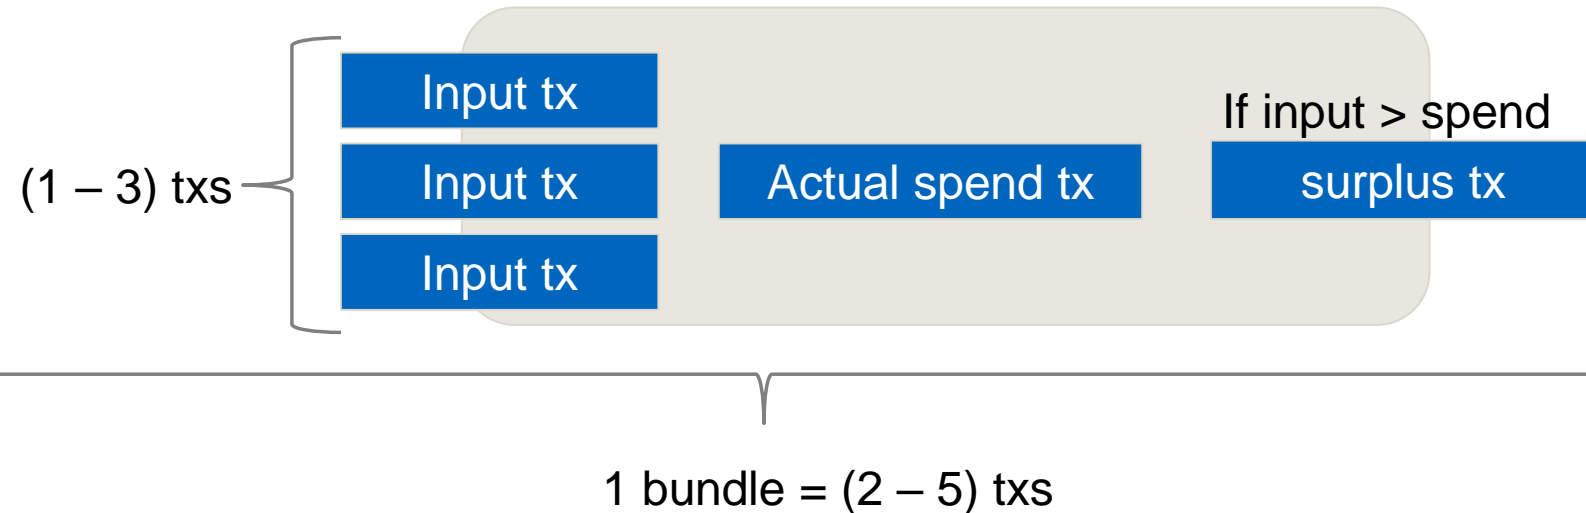 Input tx
If input > spend
(1 – 3) txs
Input tx
Actual spend tx
surplus tx
Input tx
1 bundle = (2 – 5) txs